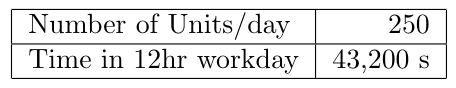 Number of Units/day 250
Time in 12hr workday 43,200 s